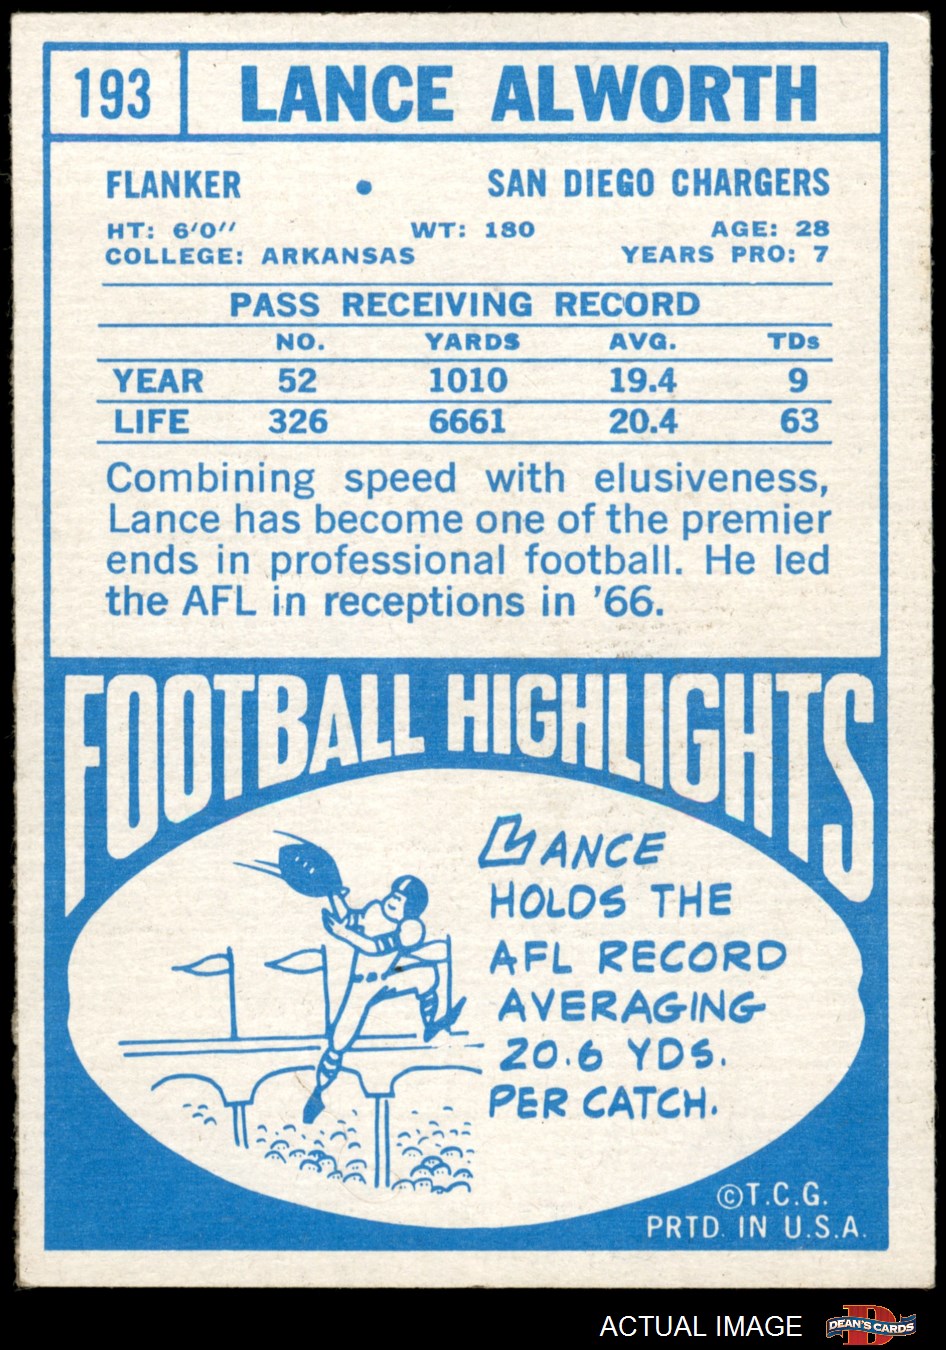 193 LANCE ALWORTH
FLANKER • SAN DIEGO CHARGERS
HT: 6'0'' WT: 180 AGE: 28
COLLEGE: ARKANSAS YEARS PRO: 7
PASS RECEIVING RECORD
NO. YARDS AVG. TDs
YEAR 52 1010 19.4 9
LIFE 326 6661 20.4 63
Combining speed with elusiveness,
Lance has become one of the premier
ends in professional football. He led
the AFL in receptions in '66.
FOOTBALL HIGHLIGHTS
LANCE
HOLDS THE
AFL RECORD
AVERAGING
20.6 YDS.
PER CATCH.
©T.C.G.
PRTD. IN U.S.A.
ACTUAL IMAGE D DEAN'S CARDS